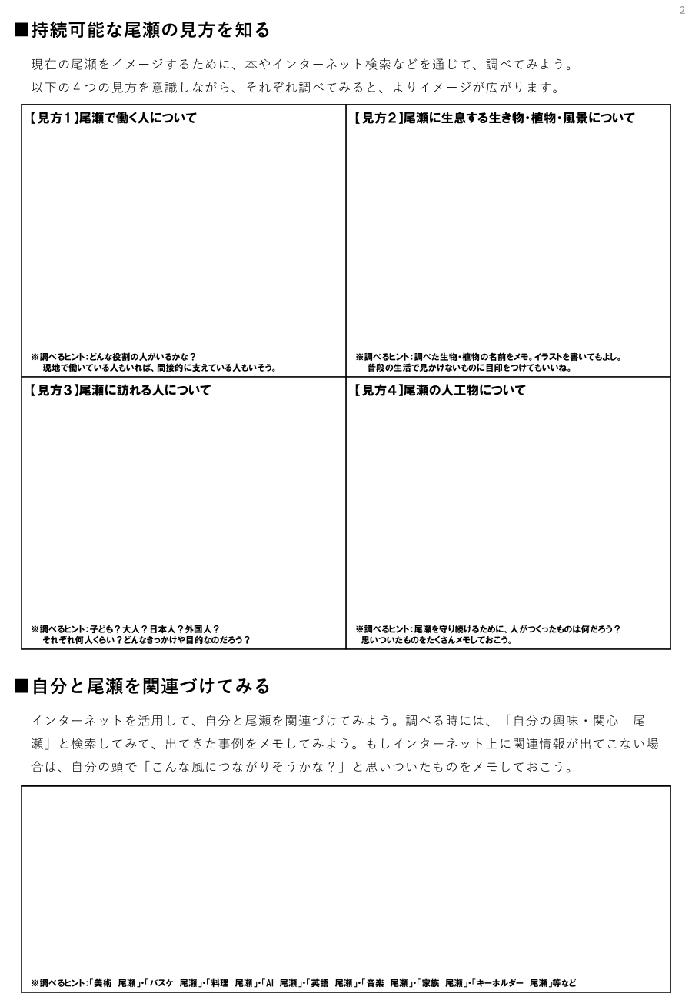 2
■持続可能な尾瀬の見方を知る
現在の尾瀬をイメージするために、本やインターネット検索などを通じて、調べてみよう。
以下の４つの見方を意識しながら、それぞれ調べてみると、よりイメージが広がります。
【見方１】尾瀬で働く人について
※調べるヒント：どんな役割の人がいるかな？
現地で働いている人もいれば、間接的に支えている人もいそう。
【見方２】尾瀬に生息する生き物・植物・風景について
※調べるヒント：調べた生物・植物の名前をメモ。イラストを書いてもよし。
普段の生活で見かけないものに目印をつけてもいいね。
【見方３】尾瀬に訪れる人について
※調べるヒント：子ども？大人？日本人？外国人？
それぞれ何人くらい？どんなきっかけや目的なのだろう？
【見方４】尾瀬の人工物について
※調べるヒント：尾瀬を守り続けるために、人がつくったものは何だろう？
思いついたものをたくさんメモしておこう。
■自分と尾瀬を関連づけてみる
インターネットを活用して、自分と尾瀬を関連づけてみよう。調べる時には、「自分の興味・関心　尾
瀬」と検索してみて、出てきた事例をメモしてみよう。もしインターネット上に関連情報が出てこない場
合は、自分の頭で「こんな風につながりそうかな？」と思いついたものをメモしておこう。
※調べるヒント：「美術　尾瀬」・「バスケ　尾瀬」・「料理　尾瀬」・「AI　尾瀬」・「英語　尾瀬」・「音楽　尾瀬」・「家族　尾瀬」・「キーホルダー　尾瀬」等など